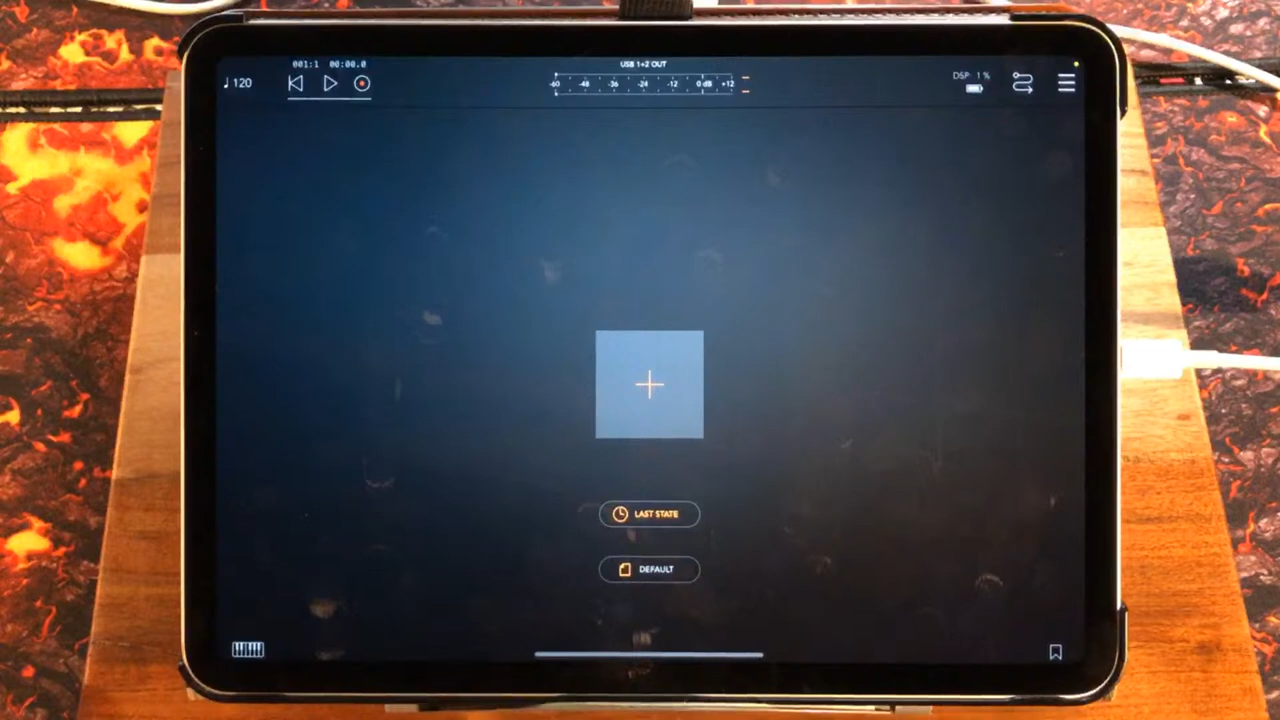 001:1 00:00.0
♩ 120
USB 1+2 OUT
-60 -48 -36 -24 -12 0 dB +12
DSP: 1 %
LAST STATE
DEFAULT